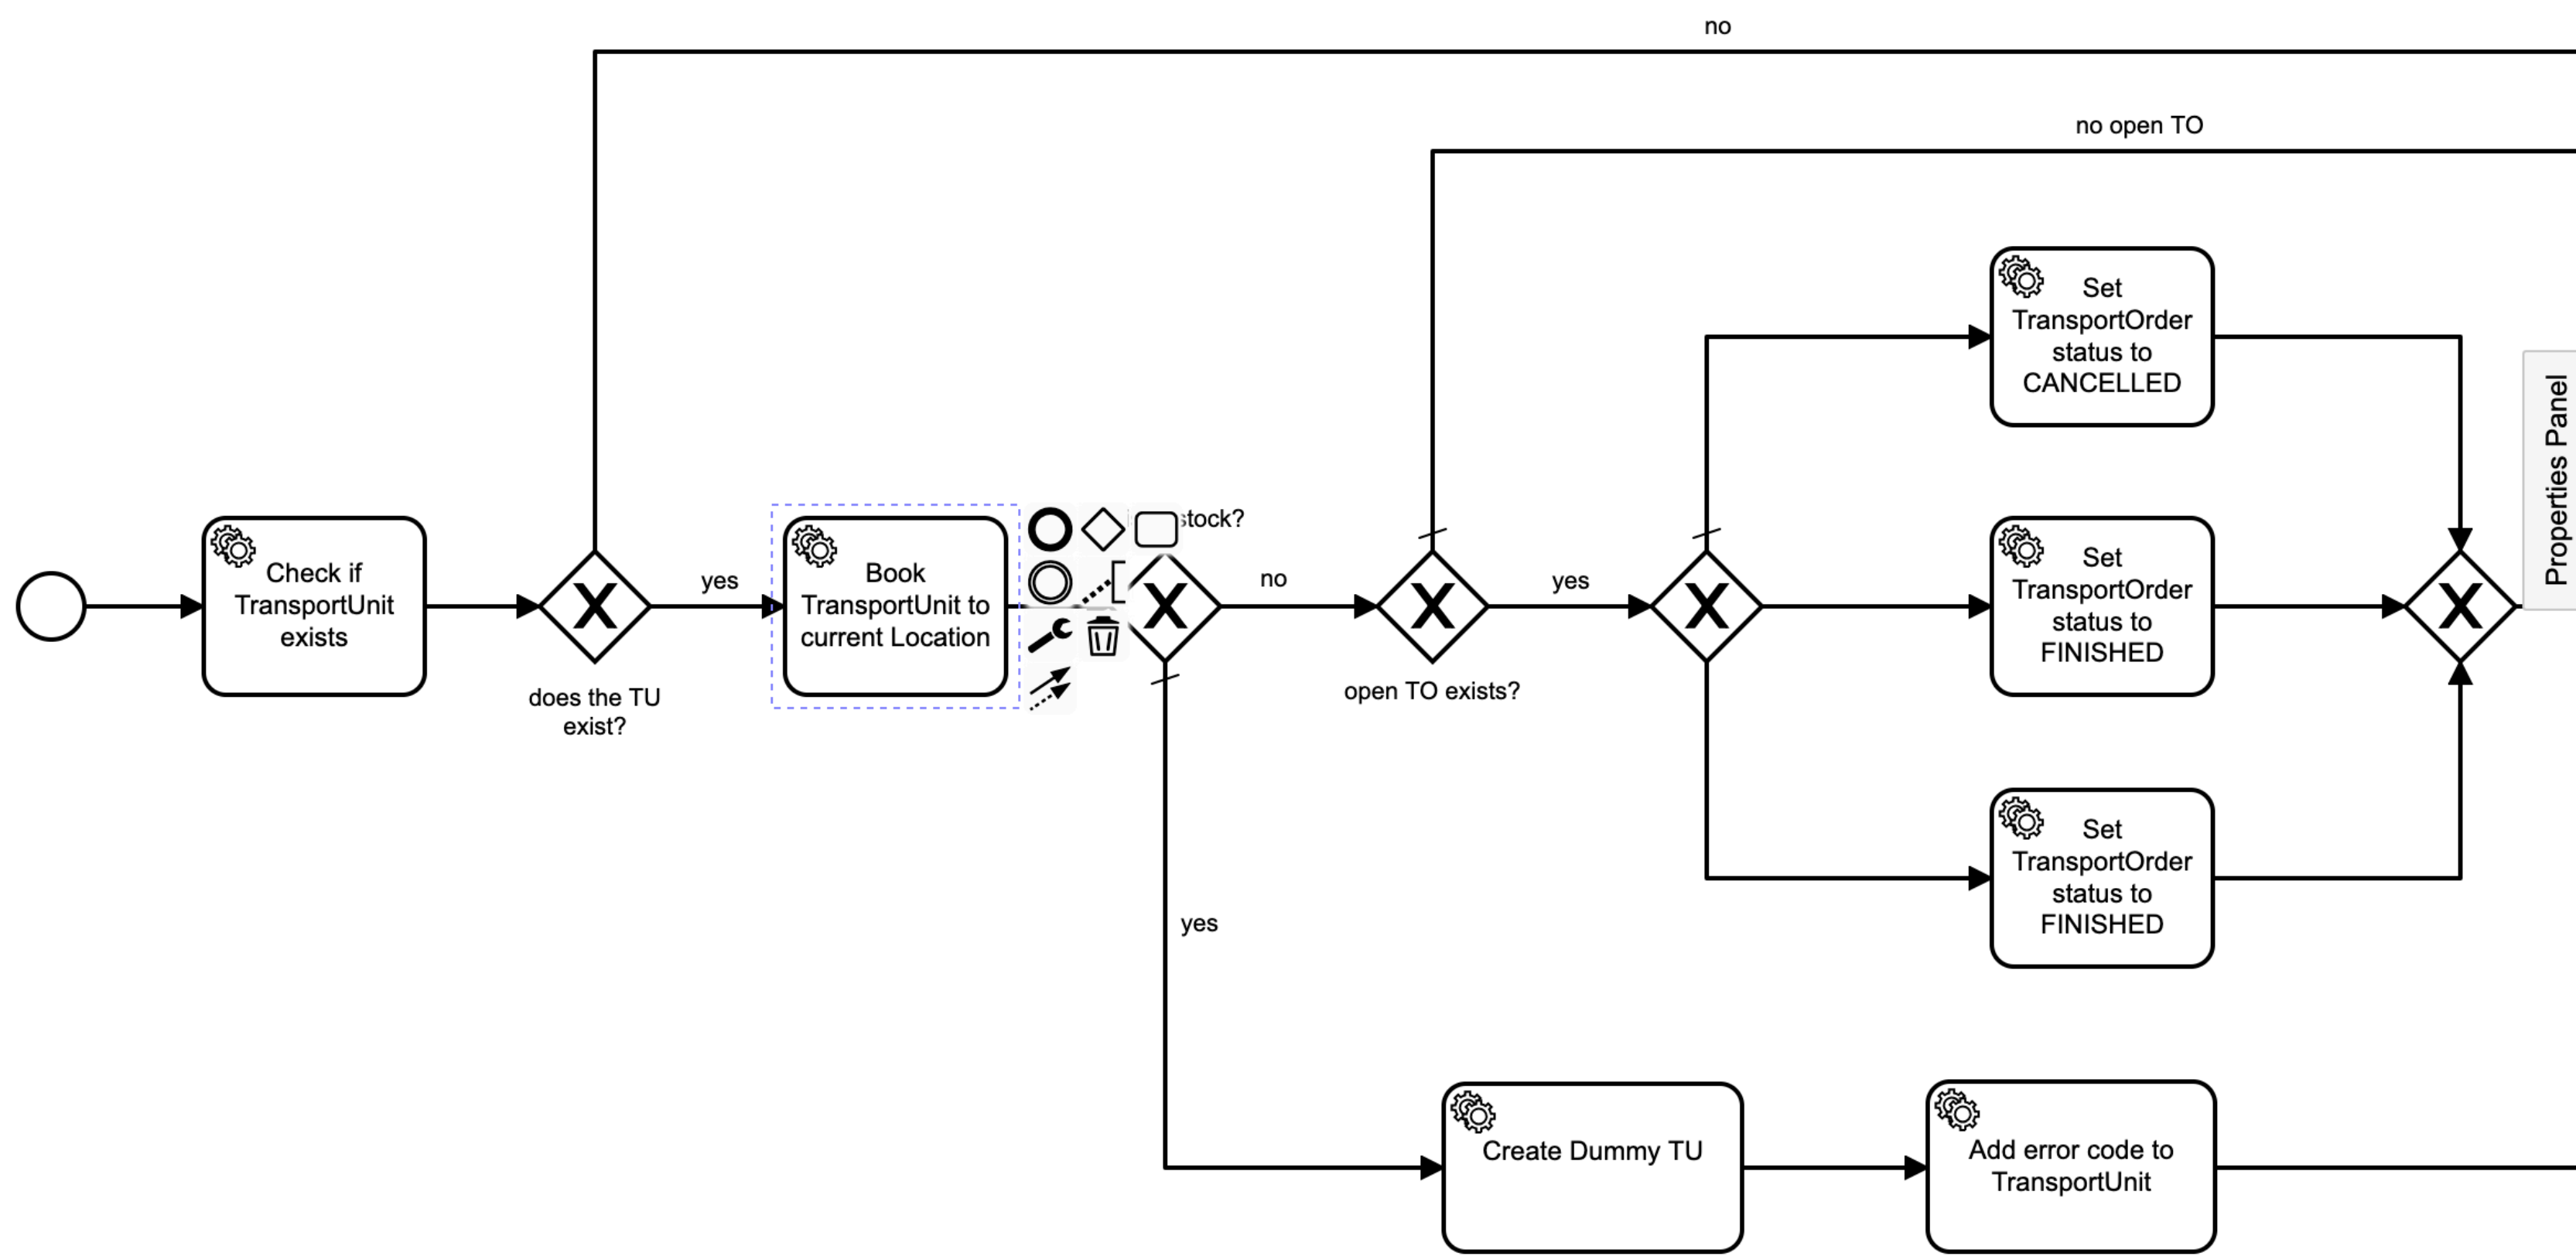 no
no open TO
Set
TransportOrder
status to
CANCELLED
Properties Panel
Check if
TransportUnit
exists
does the TU
exist?
yes
Book
TransportUnit to
current Location
stock?
no
open TO exists?
yes
Set
TransportOrder
status to
FINISHED
Set
TransportOrder
status to
FINISHED
yes
Create Dummy TU
Add error code to
TransportUnit